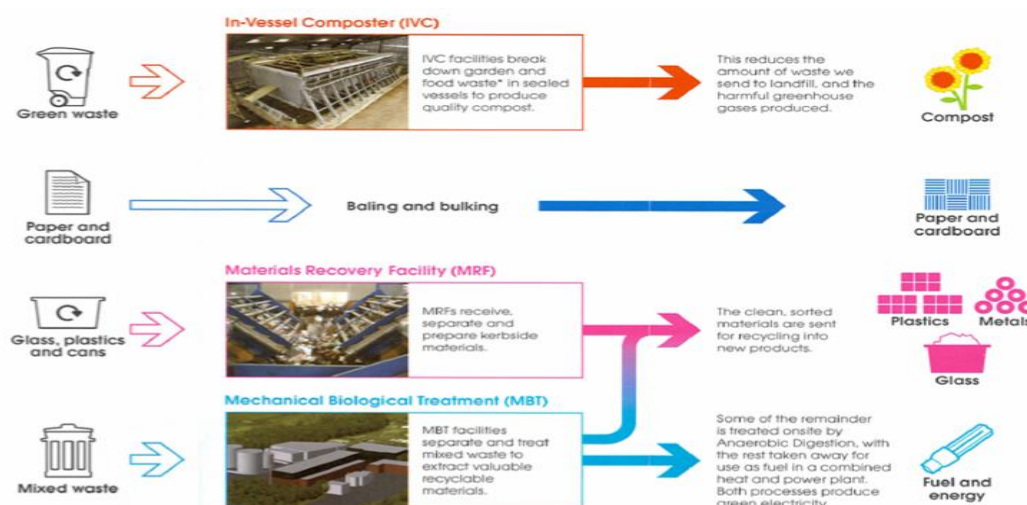 In-Vessel Composter (IVC)
Green waste
IVC facilities break
down garden and
food waste* in sealed
vessels to produce
quality compost.
This reduces the
amount of waste we
send to landfill, and the
harmful greenhouse
gases produced.
Compost
Paper and
cardboard
Baling and bulking
Paper and
cardboard
Materials Recovery Facility (MRF)
Glass, plastics
and cans
MRFs receive,
separate and
prepare kerbside
materials.
The clean, sorted
materials are sent
for recycling into
new products.
Plastics
Metals
Glass
Mechanical Biological Treatment (MBT)
Mixed waste
MBT facilities
separate and treat
mixed waste to
extract valuable
recyclable
materials.
Some of the remainder
is treated onsite by
Anaerobic Digestion, with
the rest taken away for
use as fuel in a combined
heat and power plant.
Both processes produce
green electricity
Fuel and
energy